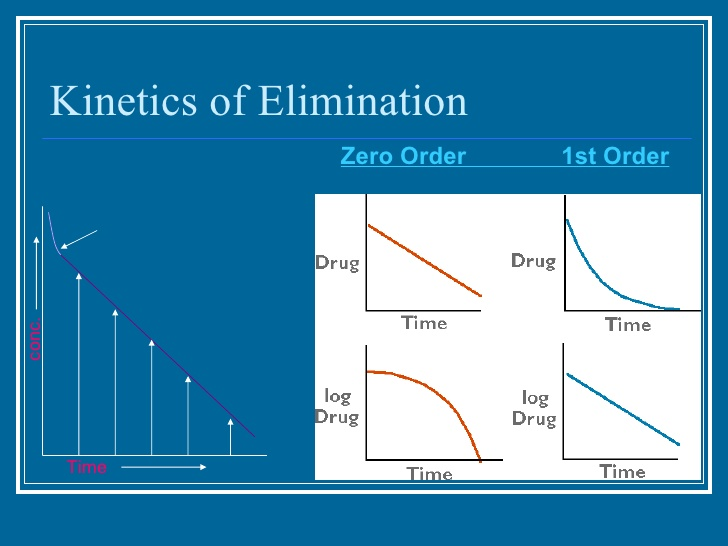 Kinetics of Elimination
Zero Order 1st Order
conc.
Time
Drug
Time
Drug
Time
log
Drug
Time
log
Drug
Time